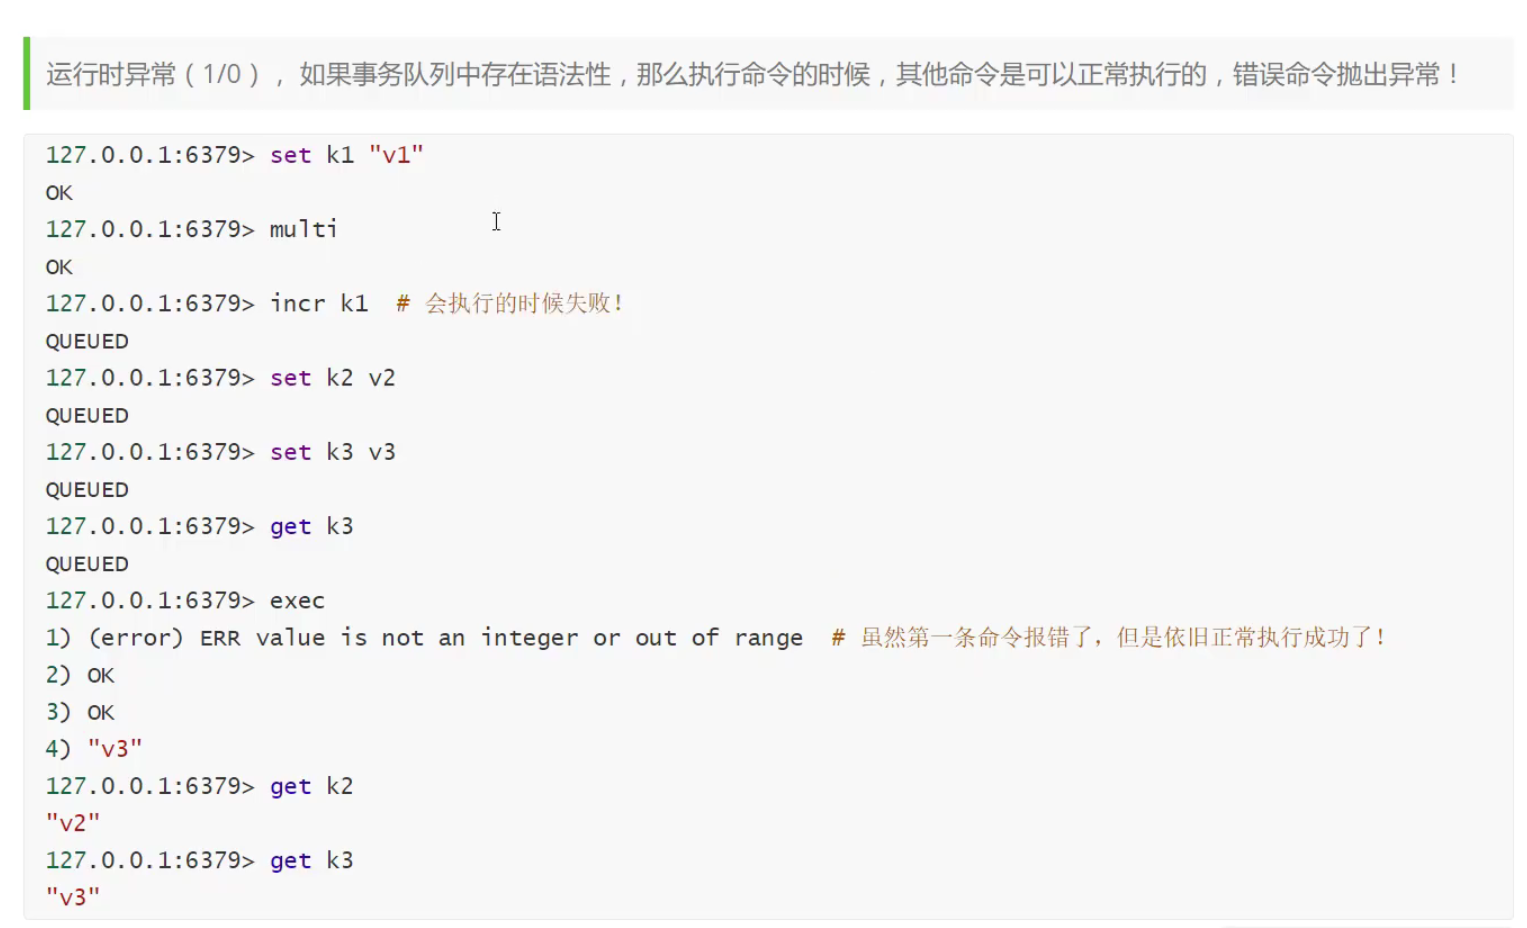 运行时异常（1/0），如果事务队列中存在语法性，那么执行命令的时候，其他命令是可以正常执行的，错误命令抛出异常！
127.0.0.1:6379> set k1 "v1"
OK
127.0.0.1:6379> multi
OK
127.0.0.1:6379> incr k1  # 会执行的时候失败！
QUEUED
127.0.0.1:6379> set k2 v2
QUEUED
127.0.0.1:6379> set k3 v3
QUEUED
127.0.0.1:6379> get k3
QUEUED
127.0.0.1:6379> exec
1) (error) ERR value is not an integer or out of range  # 虽然第一条命令报错了，但是依旧正常执行成功了！
2) OK
3) OK
4) "v3"
127.0.0.1:6379> get k2
"v2"
127.0.0.1:6379> get k3
"v3"